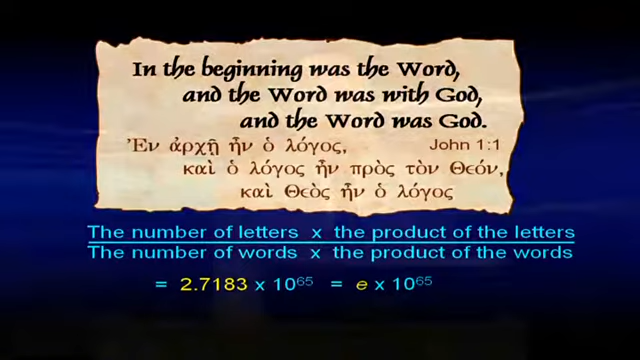 In the beginning was the Word,
and the Word was with God,
and the Word was God.
Ἐν ἀρχῇ ἦν ὁ λόγος, John 1:1
καὶ ὁ λόγος ἦν πρὸς τὸν Θεόν,
καὶ Θεὸς ἦν ὁ λόγος
The number of letters x the product of the letters
The number of words x the product of the words
= 2.7183 x 10⁶⁵ = e x 10⁶⁵